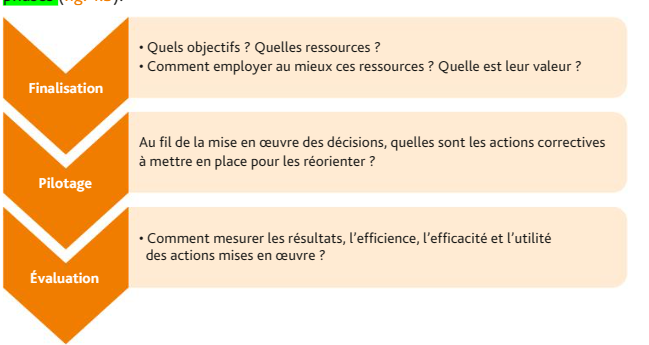 • Quels objectifs ? Quelles ressources ?
• Comment employer au mieux ces ressources ? Quelle est leur valeur ?
Finalisation
Au fil de la mise en œuvre des décisions, quelles sont les actions correctives
à mettre en place pour les réorienter ?
Pilotage
• Comment mesurer les résultats, l'efficience, l'efficacité et l'utilité
des actions mises en œuvre ?
Évaluation